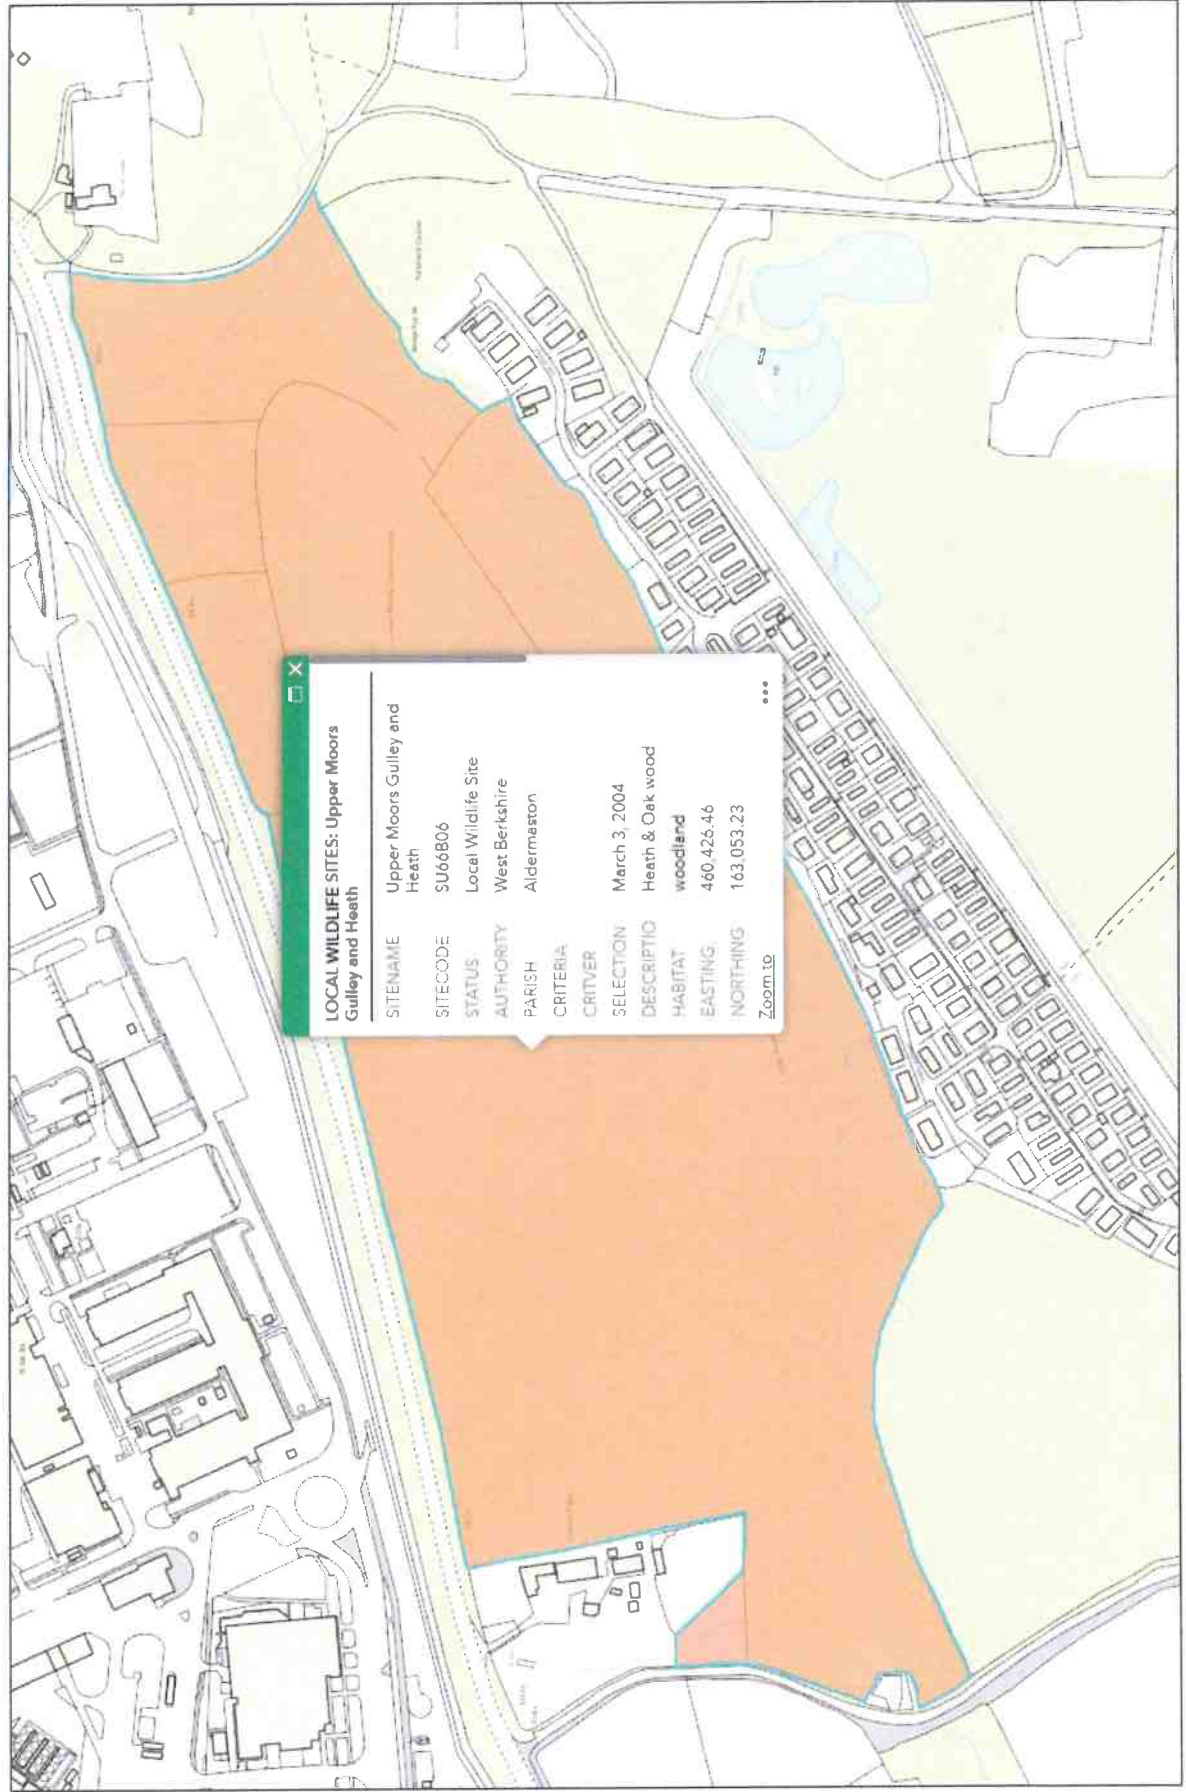 LOCAL WILDLIFE SITES: Upper Moors
Gulley and Heath
SITENAME Upper Moors Gulley and
Heath
SITECODE SU66B06
STATUS Local Wildlife Site
AUTHORITY West Berkshire
PARISH Aldermaston
CRITERIA
CRITVER
SELECTION March 3, 2004
DESCRIPTIO Heath & Oak wood
HABITAT woodland
EASTING 460,426.46
NORTHING 163,053.23
Zoom to